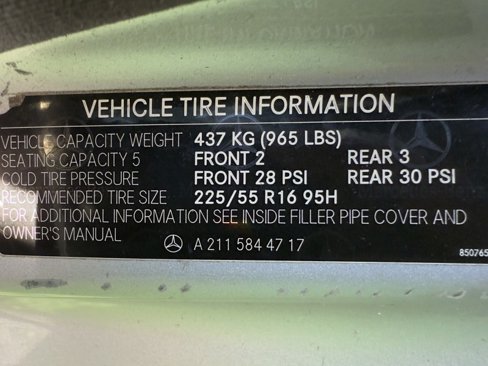 VEHICLE TIRE INFORMATION
VEHICLE CAPACITY WEIGHT 437 KG (965 LBS)
SEATING CAPACITY 5 FRONT 2 REAR 3
COLD TIRE PRESSURE FRONT 28 PSI REAR 30 PSI
RECOMMENDED TIRE SIZE 225/55 R16 95H
FOR ADDITIONAL INFORMATION SEE INSIDE FILLER PIPE COVER AND
OWNER'S MANUAL
A 211 584 47 17
850765